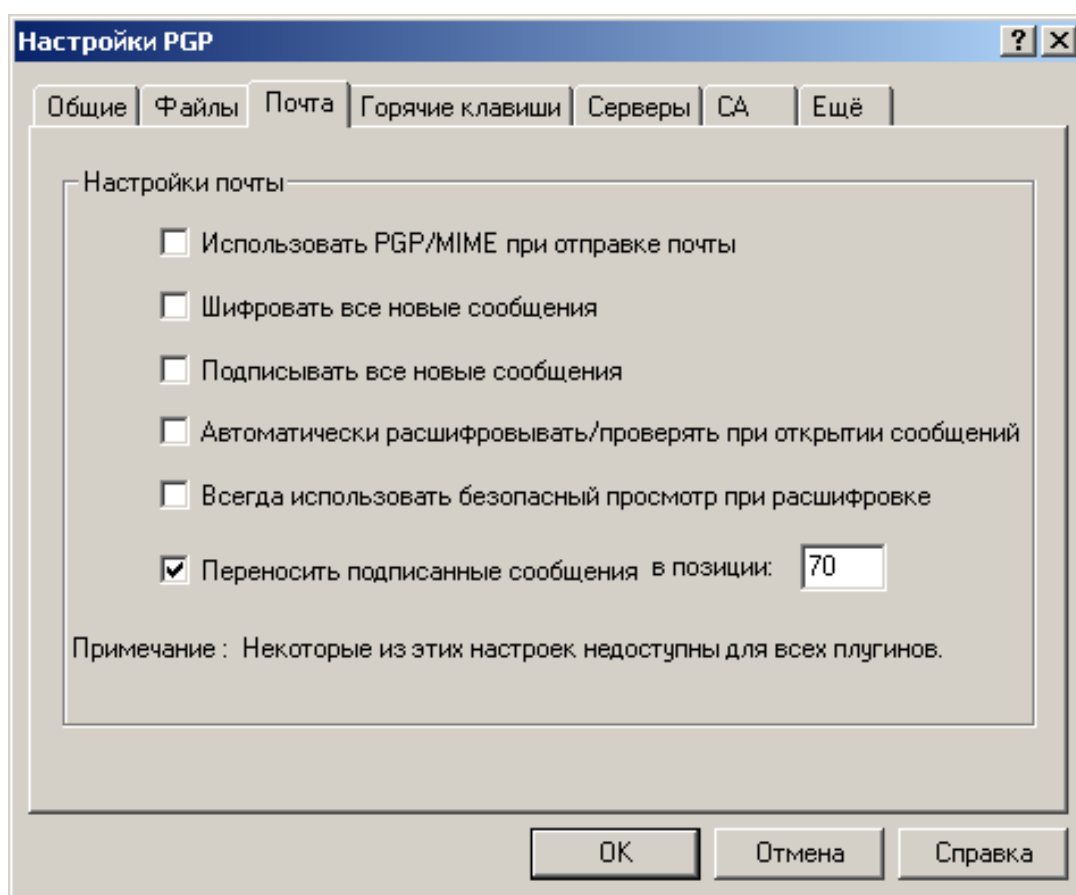 Настройки PGP
Общие Файлы Почта Горячие клавиши Серверы CA Ещё
Настройки почты
Использовать PGP/MIME при отправке почты
Шифровать все новые сообщения
Подписывать все новые сообщения
Автоматически расшифровывать/проверять при открытии сообщений
Всегда использовать безопасный просмотр при расшифровке
Переносить подписанные сообщения в позиции: 70
Примечание : Некоторые из этих настроек недоступны для всех плугинов.
OK Отмена Справка